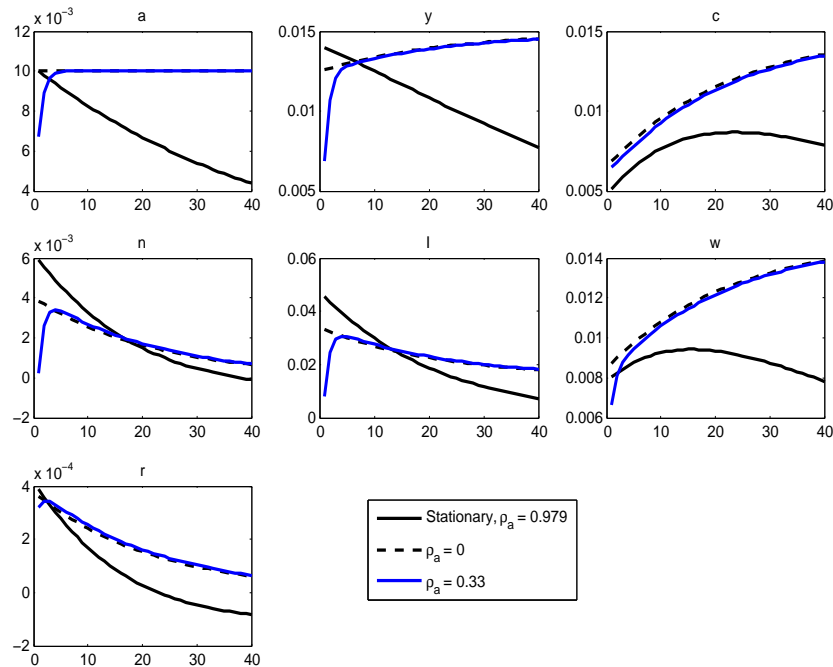 a
x 10⁻³
12
10
8
6
4
0 10 20 30 40
y
0.015
0.01
0.005
0 10 20 30 40
c
0.015
0.01
0.005
0 10 20 30 40
n
x 10⁻³
6
4
2
0
−2
0 10 20 30 40
I
0.06
0.04
0.02
0
0 10 20 30 40
w
0.014
0.012
0.01
0.008
0.006
0 10 20 30 40
r
x 10⁻⁴
4
2
0
−2
0 10 20 30 40
Stationary, ρₐ = 0.979
ρₐ = 0
ρₐ = 0.33